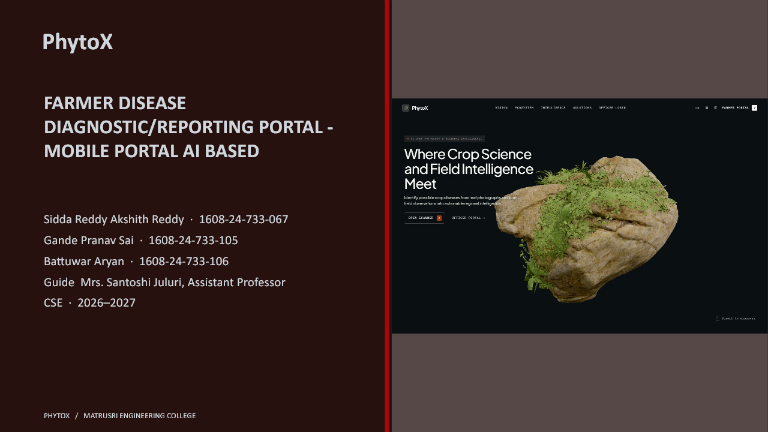 PhytoX
FARMER DISEASE
DIAGNOSTIC/REPORTING PORTAL -
MOBILE PORTAL AI BASED
Sidda Reddy Akshith Reddy · 1608-24-733-067
Gande Pranav Sai · 1608-24-733-105
Battuwar Aryan · 1608-24-733-106
Guide Mrs. Santoshi Juluri, Assistant Professor
CSE · 2026–2027
PHYTOX / MATRUSRI ENGINEERING COLLEGE
PhytoX
FARMER PORTAL
Where Crop Science
and Field Intelligence
Meet